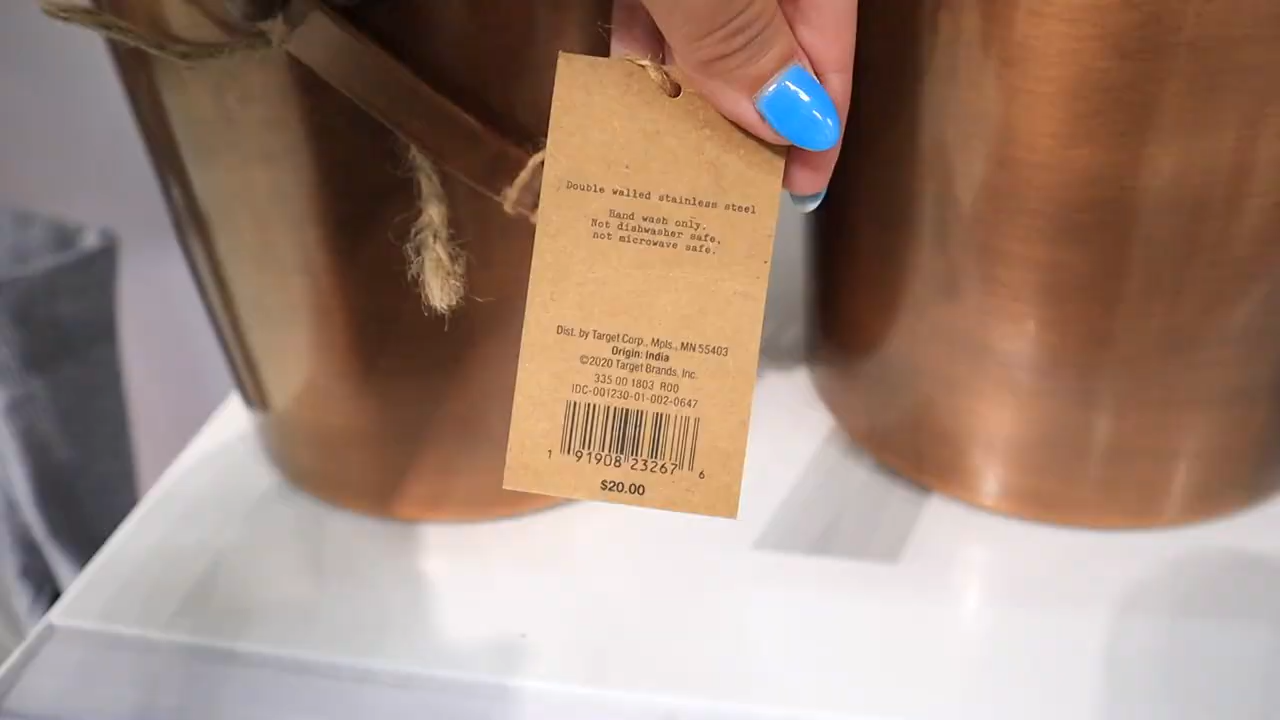 Double walled stainless steel
Hand wash only.
Not dishwasher safe,
not microwave safe.
Dist. by Target Corp., Mpls., MN 55403
Origin: India
©2020 Target Brands, Inc.
335 00 1803 R00
IDC-001230-01-002-0647
1 91908 23267 6
$20.00